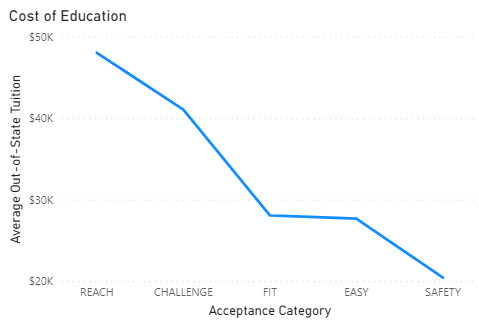 Cost of Education
Average Out-of-State Tuition
$50K
$40K
$30K
$20K
REACH CHALLENGE FIT EASY SAFETY
Acceptance Category